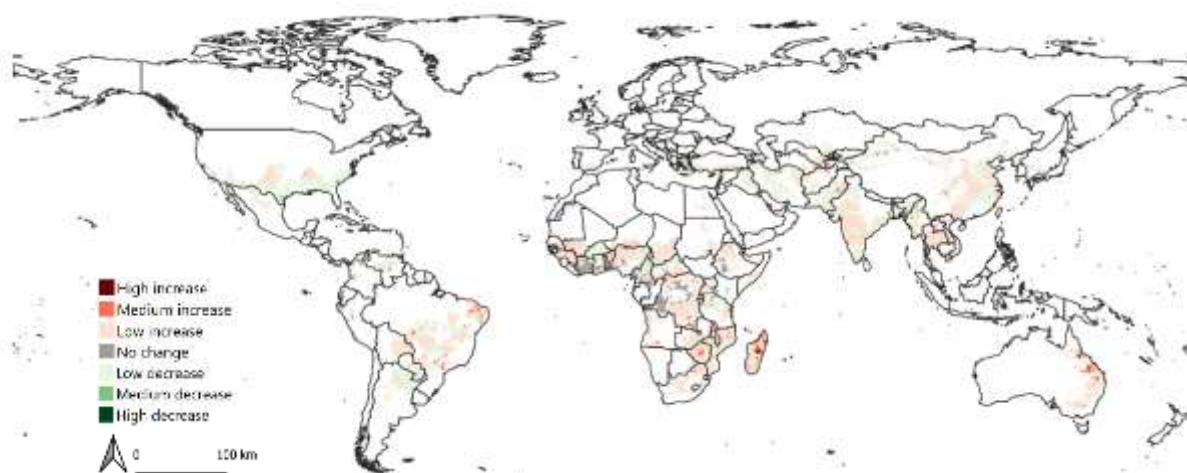 High increase
Medium increase
Low increase
No change
Low decrease
Medium decrease
High decrease
0 100 km